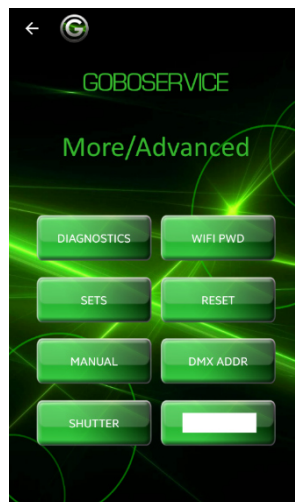 GOBOSERVICE
More/Advanced
DIAGNOSTICS WIFI PWD
SETS RESET
MANUAL DMX ADDR
SHUTTER